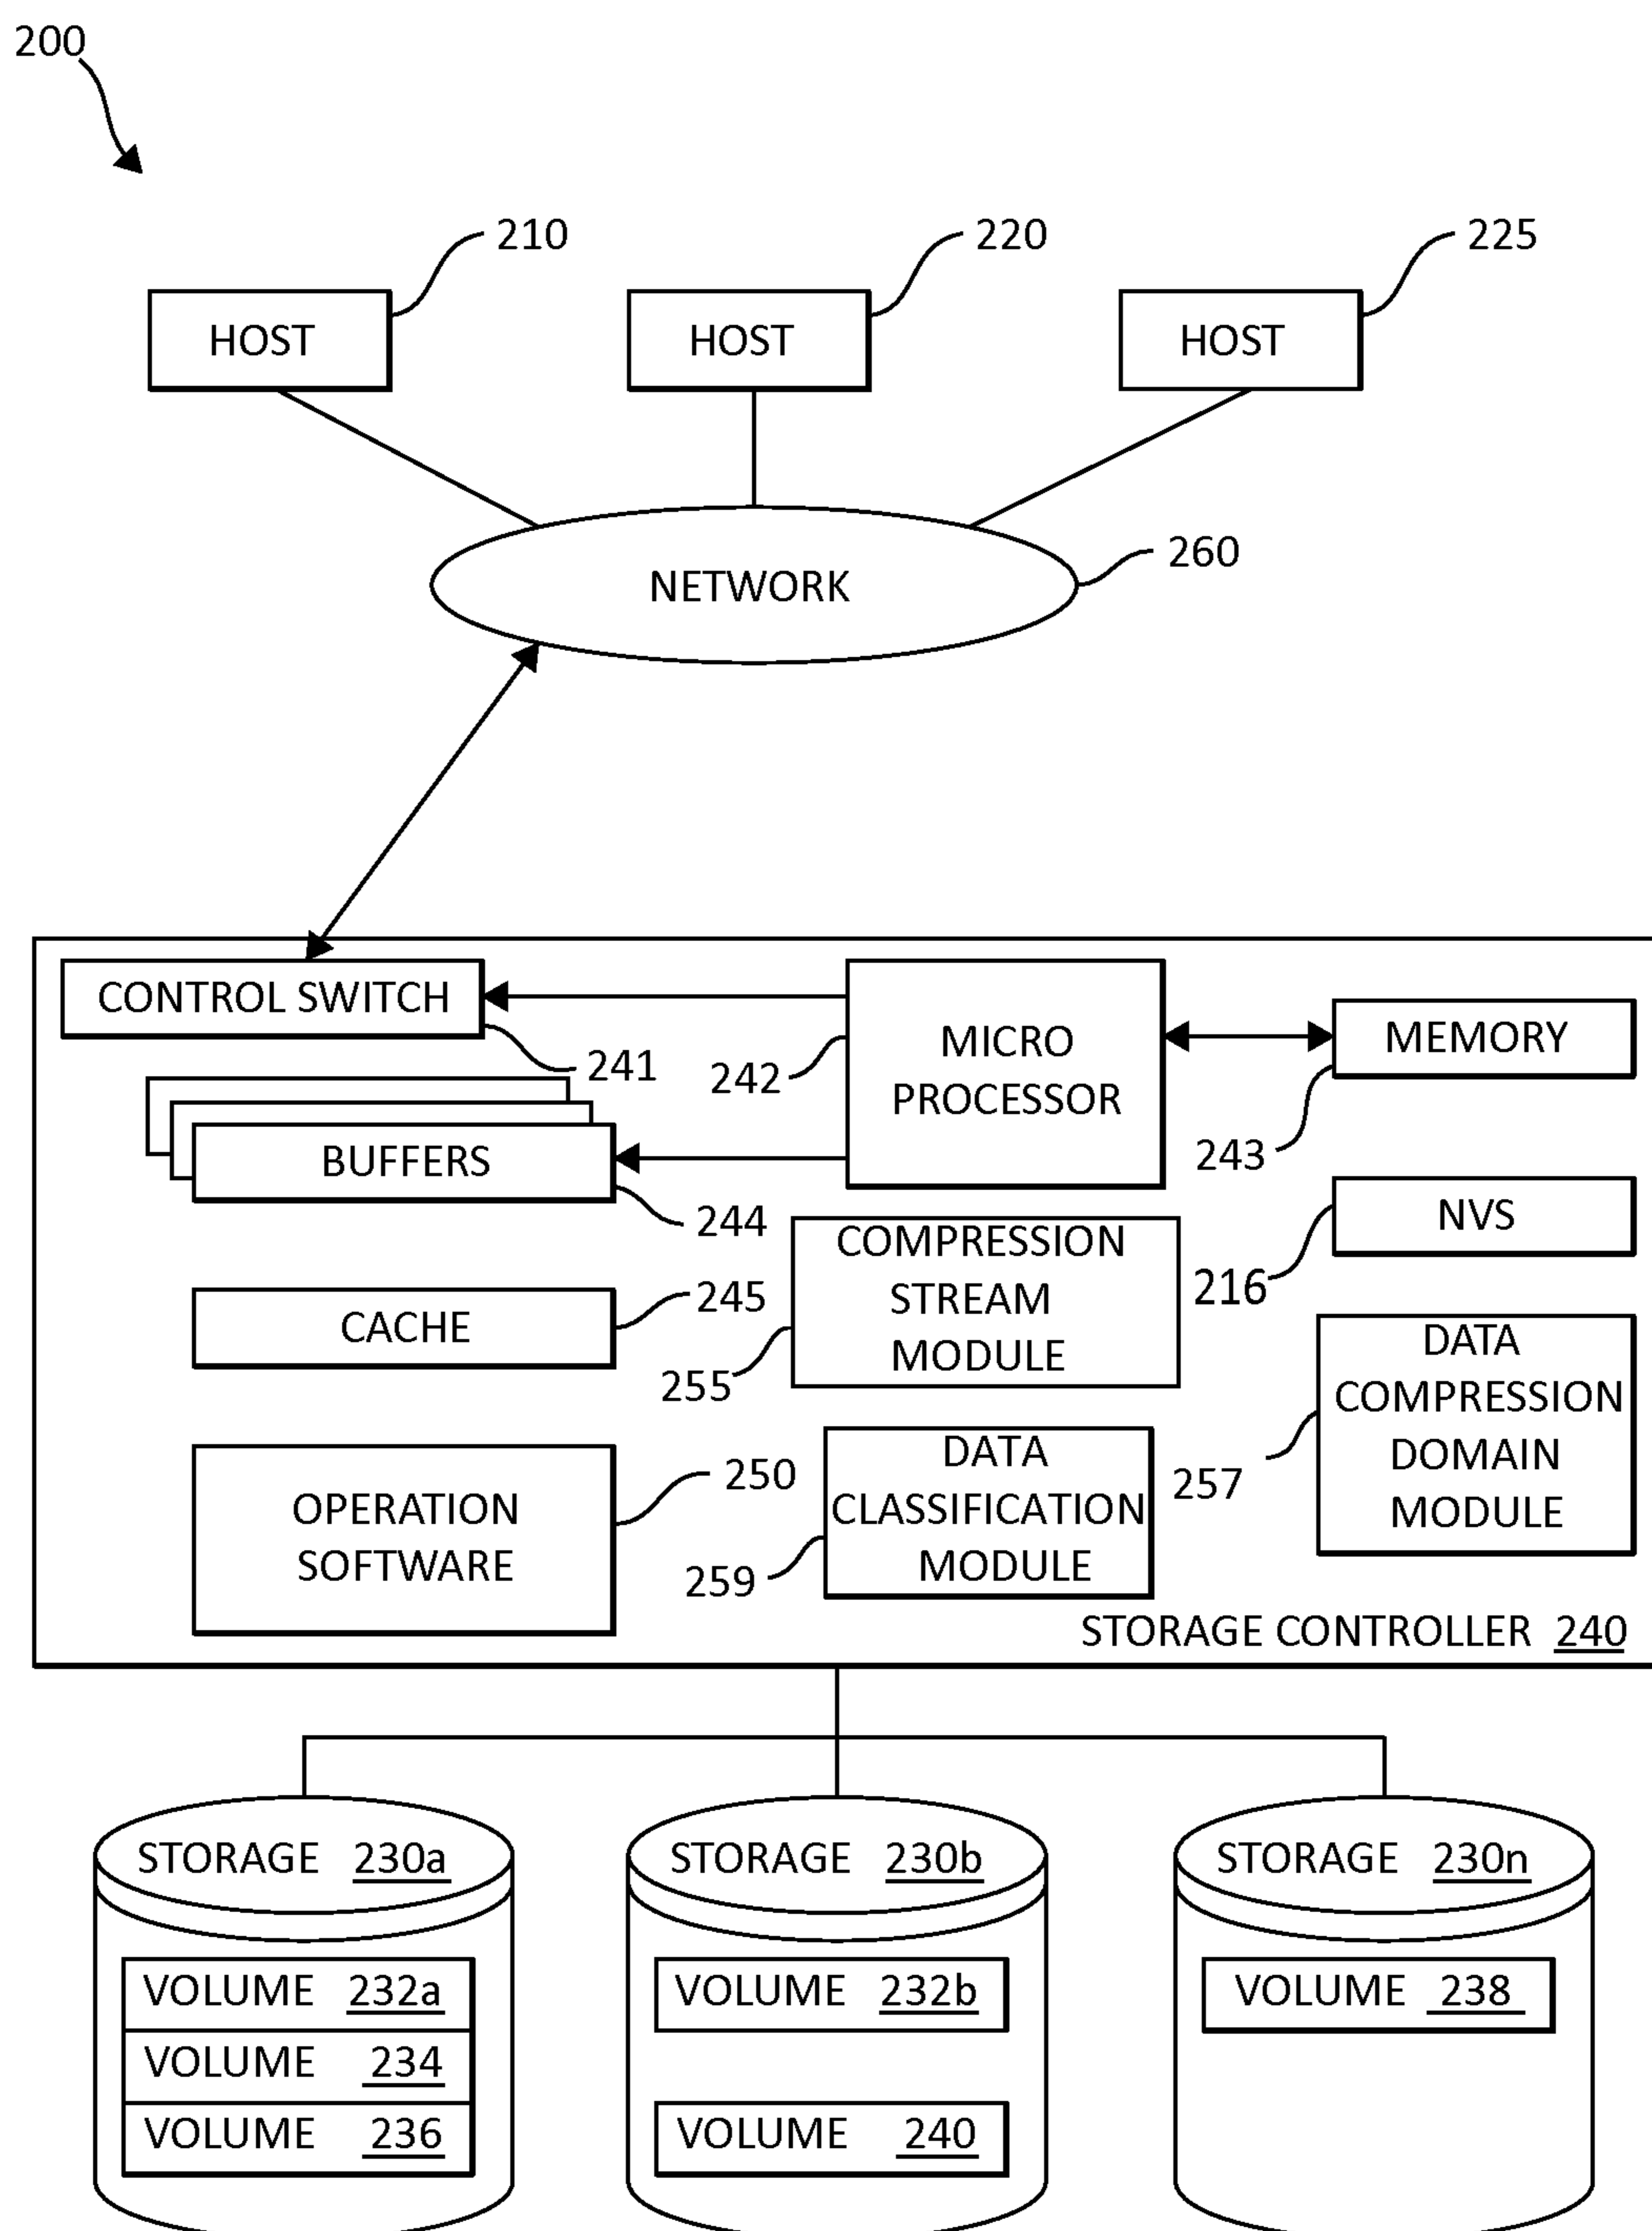 200
210
220
225
HOST
HOST
HOST
260
NETWORK
CONTROL SWITCH
241
242
MICRO
PROCESSOR
MEMORY
243
BUFFERS
244
NVS
216
COMPRESSION
STREAM
MODULE
255
CACHE
245
DATA
COMPRESSION
DOMAIN
MODULE
257
OPERATION
SOFTWARE
250
DATA
CLASSIFICATION
MODULE
259
STORAGE CONTROLLER 240
STORAGE 230a
STORAGE 230b
STORAGE 230n
VOLUME 232a
VOLUME 234
VOLUME 236
VOLUME 232b
VOLUME 240
VOLUME 238